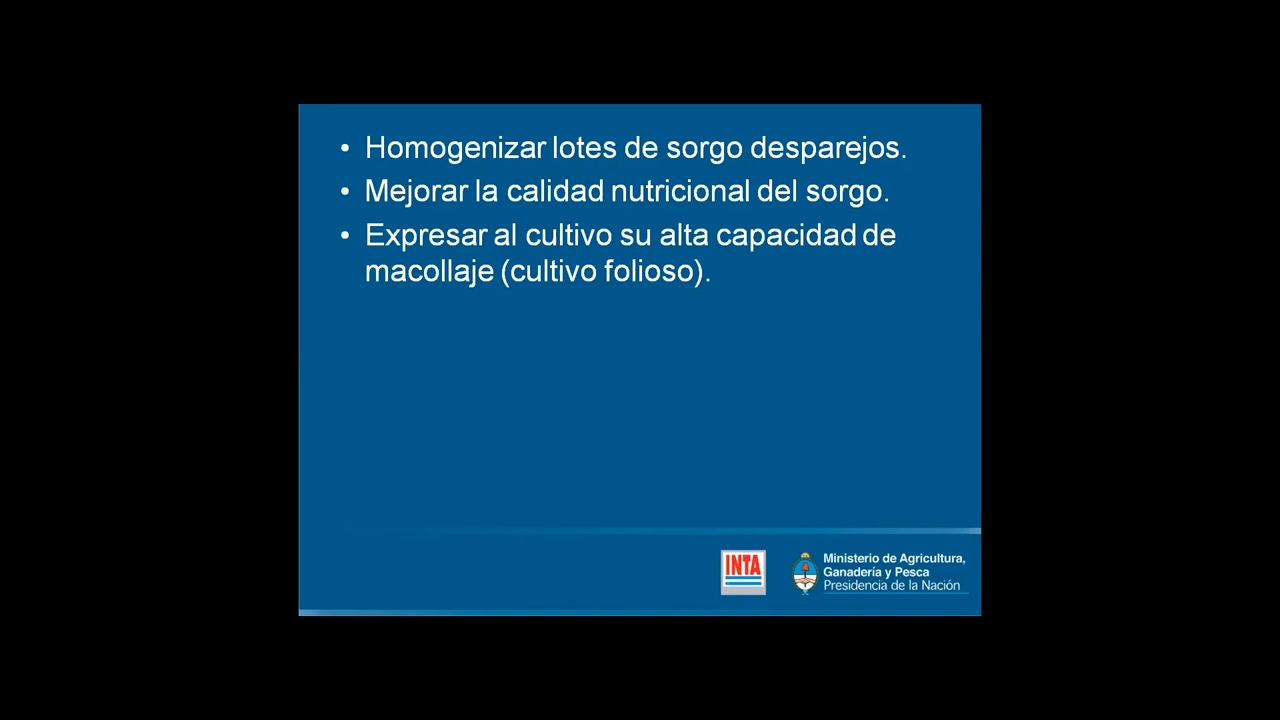 • Homogenizar lotes de sorgo desparejos.
• Mejorar la calidad nutricional del sorgo.
• Expresar al cultivo su alta capacidad de
macollaje (cultivo folioso).
INTA
Ministerio de Agricultura,
Ganadería y Pesca
Presidencia de la Nación